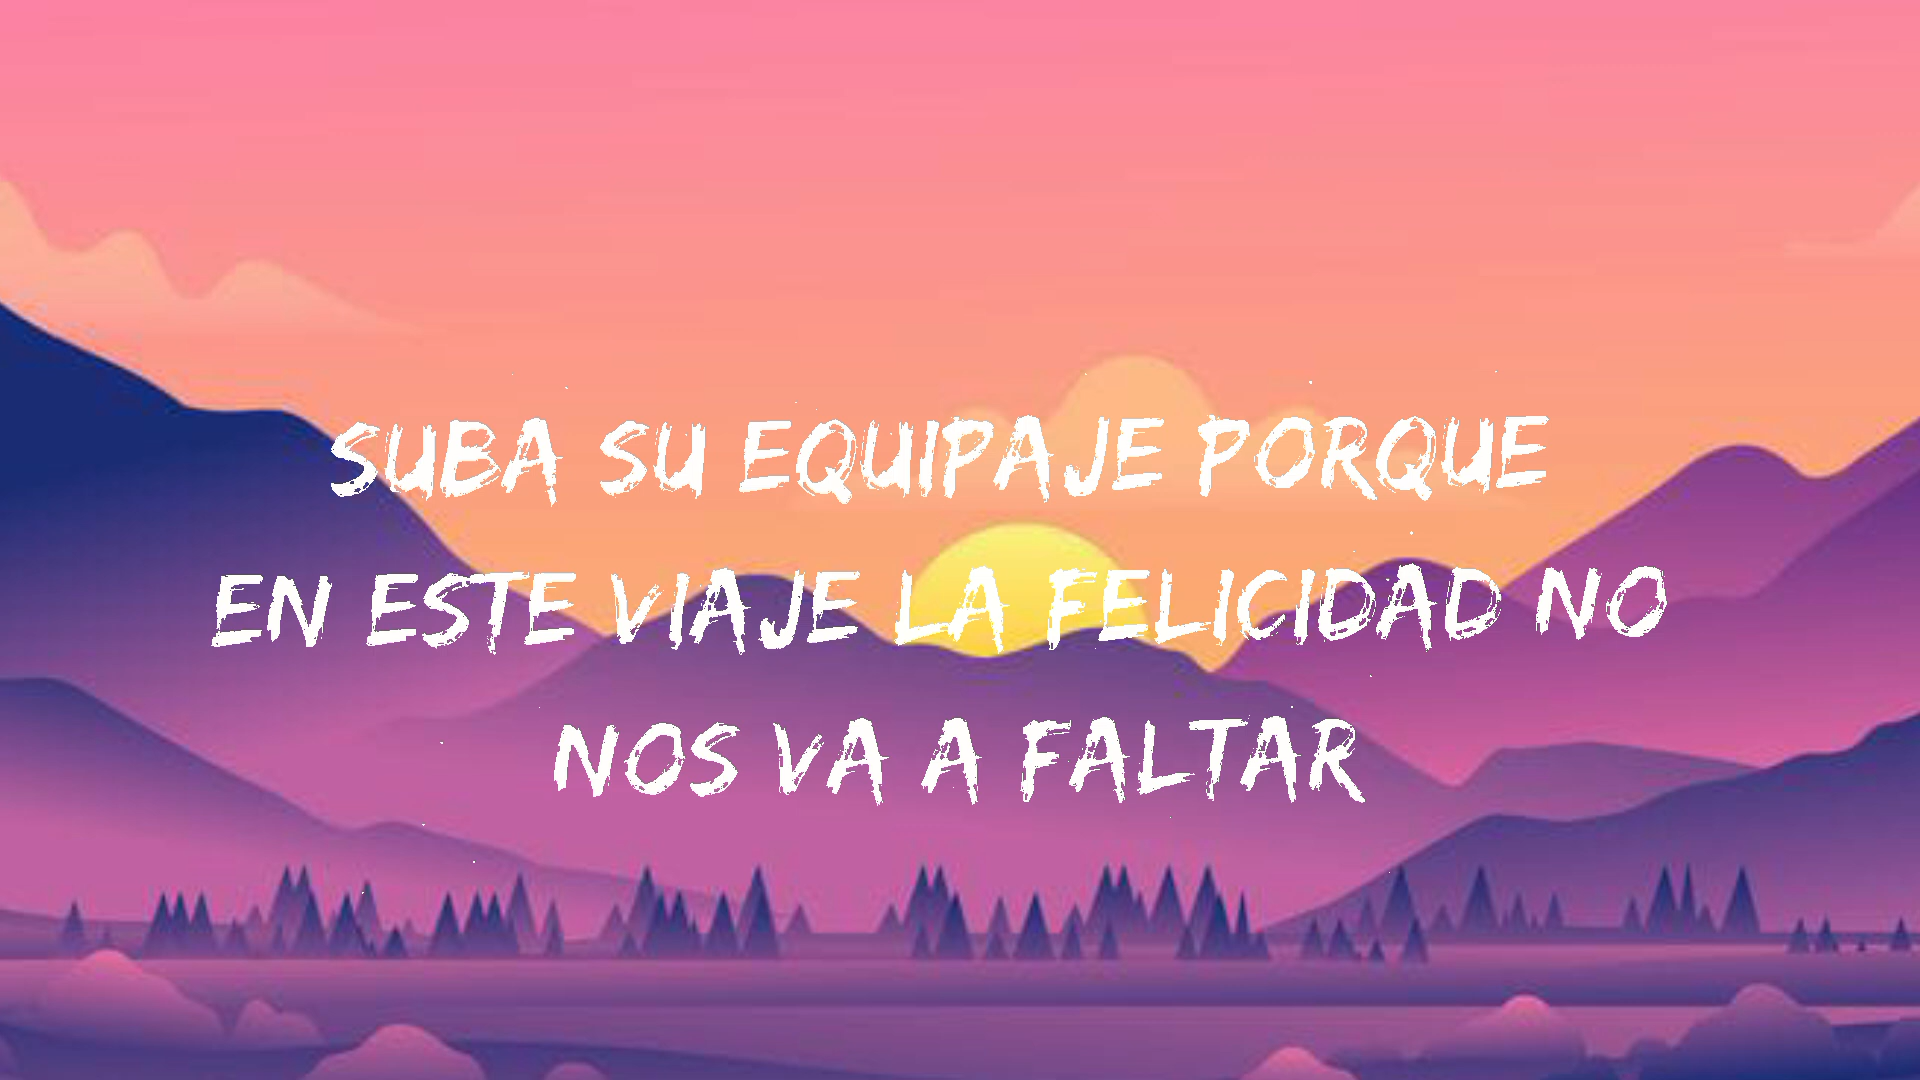 SUBA SU EQUIPAJE PORQUE
EN ESTE VIAJE LA FELICIDAD NO
NOS VA A FALTAR